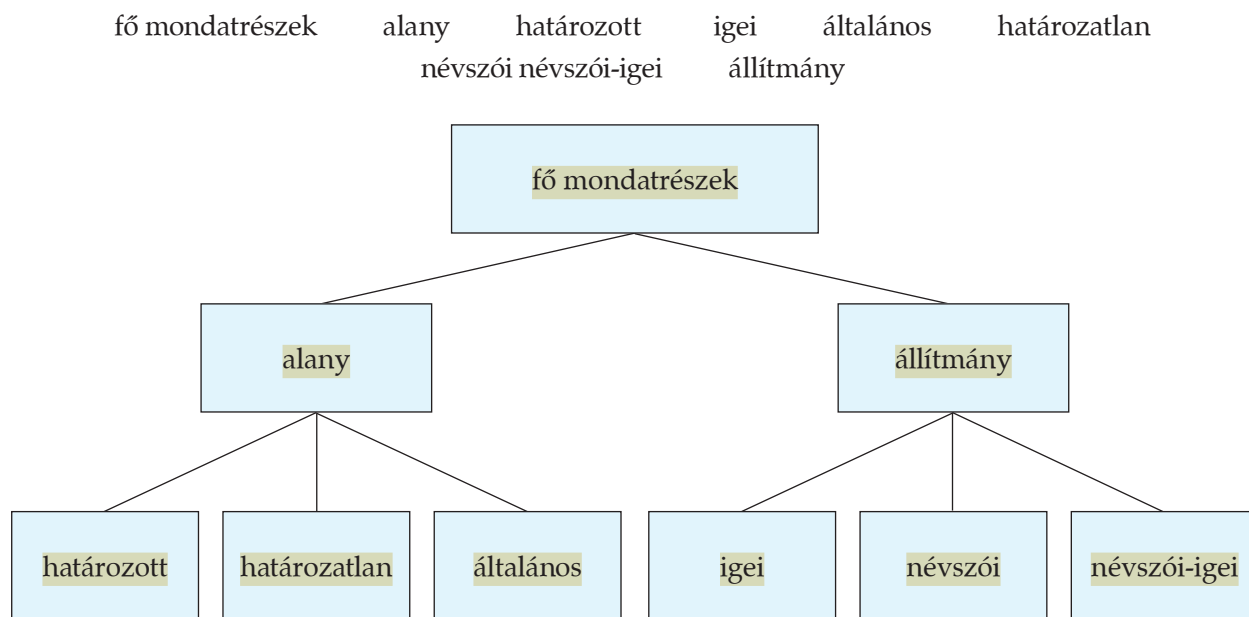 fő mondatrészek alany határozott igei általános határozatlan
névszói névszói-igei állítmány
fő mondatrészek
alany állítmány
határozott határozatlan általános igei névszói névszói-igei